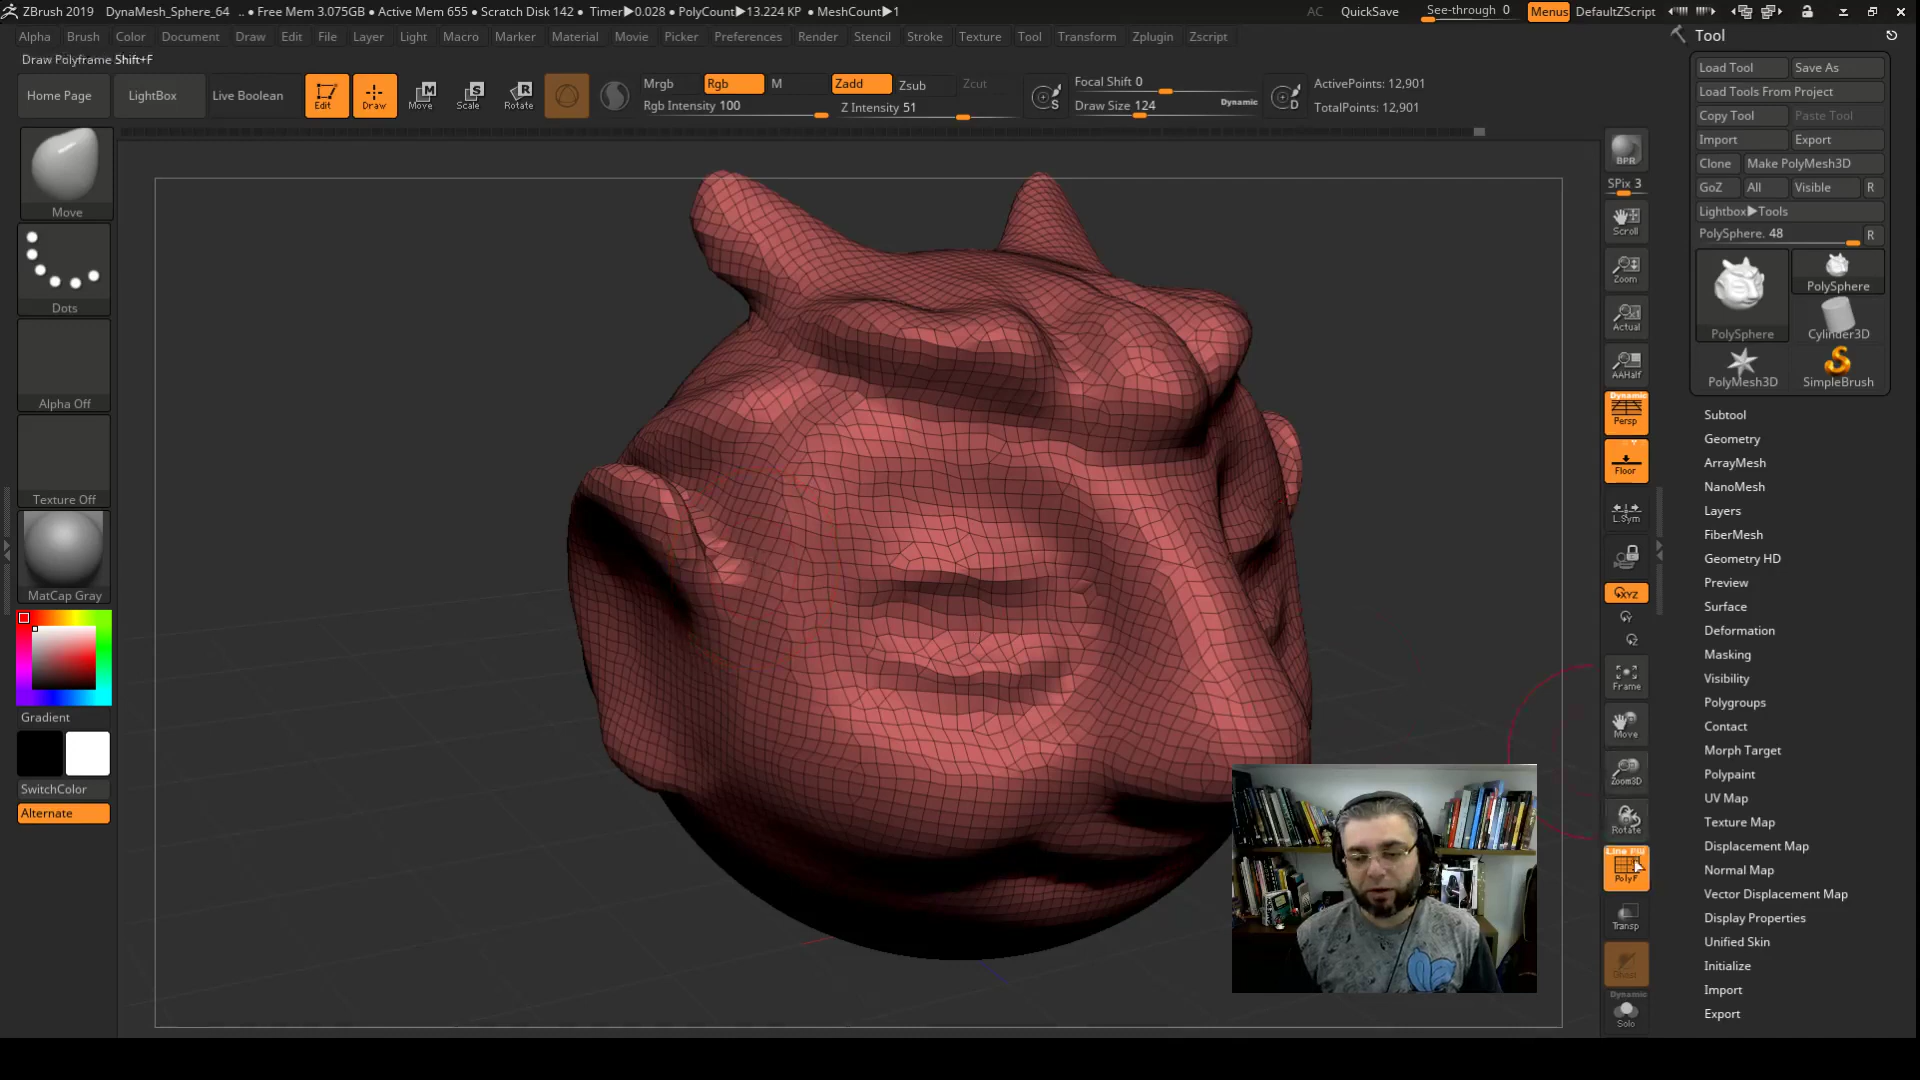 ZBrush 2019 DynaMesh_Sphere_64 .. ● Free Mem 3.075GB ● Active Mem 655 ● Scratch Disk 142 ● Timer▶0.028 ● PolyCount▶13.224 KP ● MeshCount▶1 AC QuickSave See-through 0 Menus DefaultZScript
Alpha Brush Color Document Draw Edit File Layer Light Macro Marker Material Movie Picker Preferences Render Stencil Stroke Texture Tool Transform Zplugin Zscript
Draw Polyframe Shift+F
Home Page LightBox Live Boolean Edit Draw Move Scale Rotate
M S R
Mrgb Rgb M Zadd Zsub Zcut
Rgb Intensity 100 Z Intensity 51
S D
Focal Shift 0
Draw Size 124 Dynamic
ActivePoints: 12,901
TotalPoints: 12,901
Move
Dots
Alpha Off
Texture Off
MatCap Gray
Gradient
SwitchColor
Alternate
BPR
SPix 3
Scroll
Zoom
Actual
AAHalf
Dynamic
Persp
Floor
L.Sym
XYZ
Frame
Move
Zoom3D
Rotate
Line Fill
PolyF
Transp
Ghost
Dynamic
Solo
Tool
Load Tool Save As
Load Tools From Project
Copy Tool Paste Tool
Import Export
Clone Make PolyMesh3D
GoZ All Visible R
Lightbox▶Tools
PolySphere. 48 R
PolySphere PolySphere
Cylinder3D
PolyMesh3D SimpleBrush
Subtool
Geometry
ArrayMesh
NanoMesh
Layers
FiberMesh
Geometry HD
Preview
Surface
Deformation
Masking
Visibility
Polygroups
Contact
Morph Target
Polypaint
UV Map
Texture Map
Displacement Map
Normal Map
Vector Displacement Map
Display Properties
Unified Skin
Initialize
Import
Export